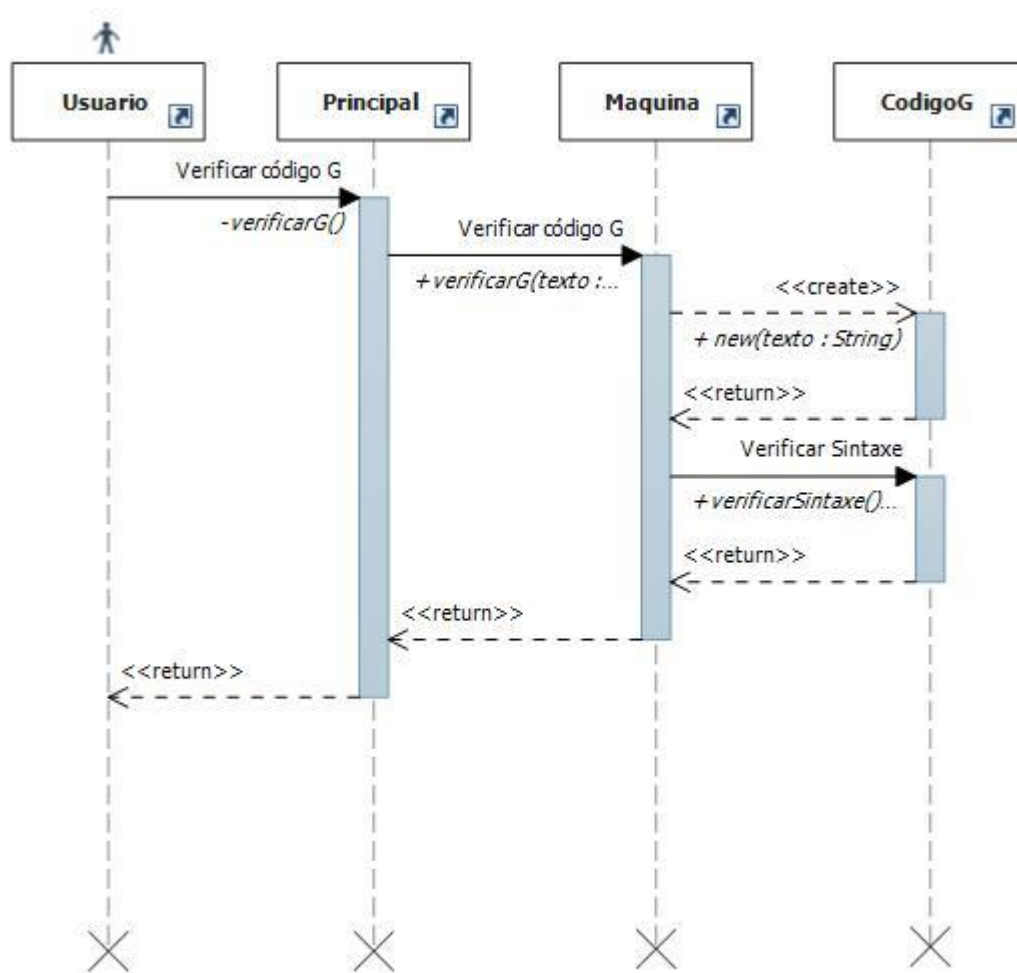 Usuario
Principal
Maquina
CodigoG
Verificar código G
-verificarG()
Verificar código G
+verificarG(texto :...
<<create>>
+ new(texto : String)
<<return>>
Verificar Sintaxe
+verificarSintaxe()...
<<return>>
<<return>>
<<return>>